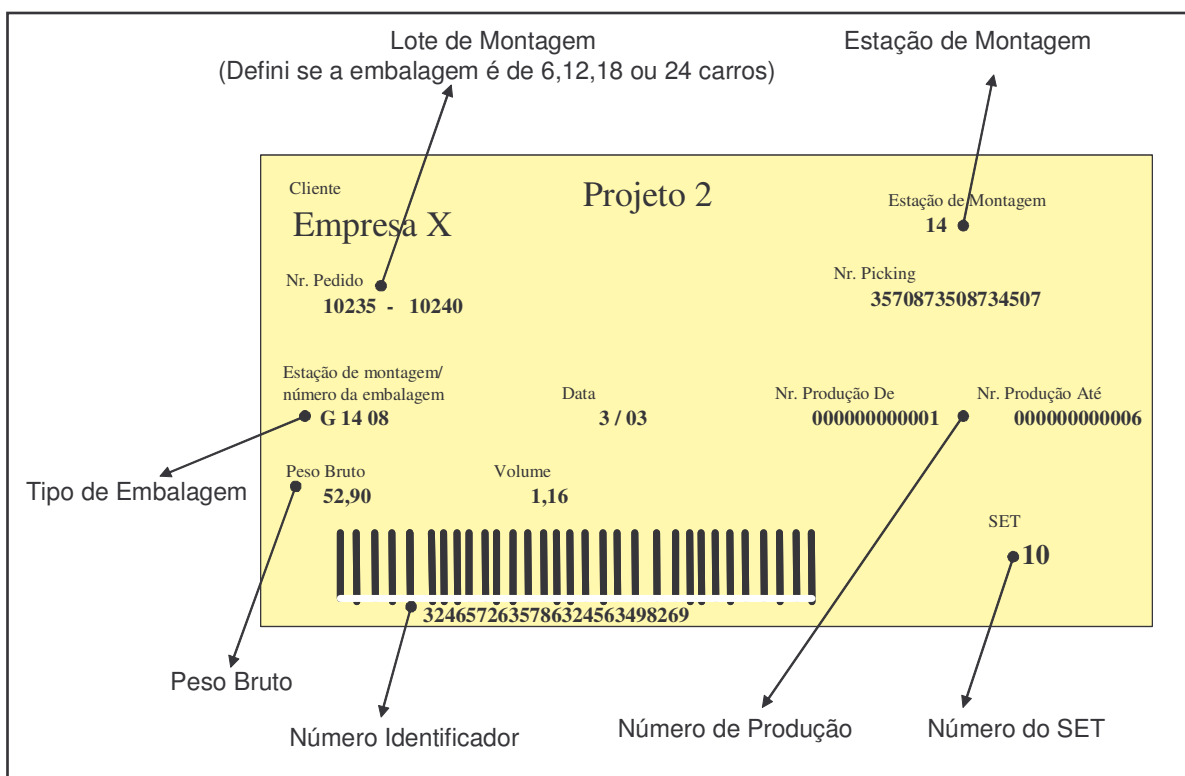 Lote de Montagem
(Defini se a embalagem é de 6,12,18 ou 24 carros)
Estação de Montagem
Cliente
Projeto 2
Empresa X
Estação de Montagem
14
Nr. Pedido
10235 - 10240
Nr. Picking
3570873508734507
Estação de montagem/
número da embalagem
G 14 08
Data
3 / 03
Nr. Produção De
000000000001
Nr. Produção Até
000000000006
Tipo de Embalagem
Peso Bruto
52,90
Volume
1,16
SET
10
3246572635786324563498269
Peso Bruto
Número Identificador
Número de Produção
Número do SET